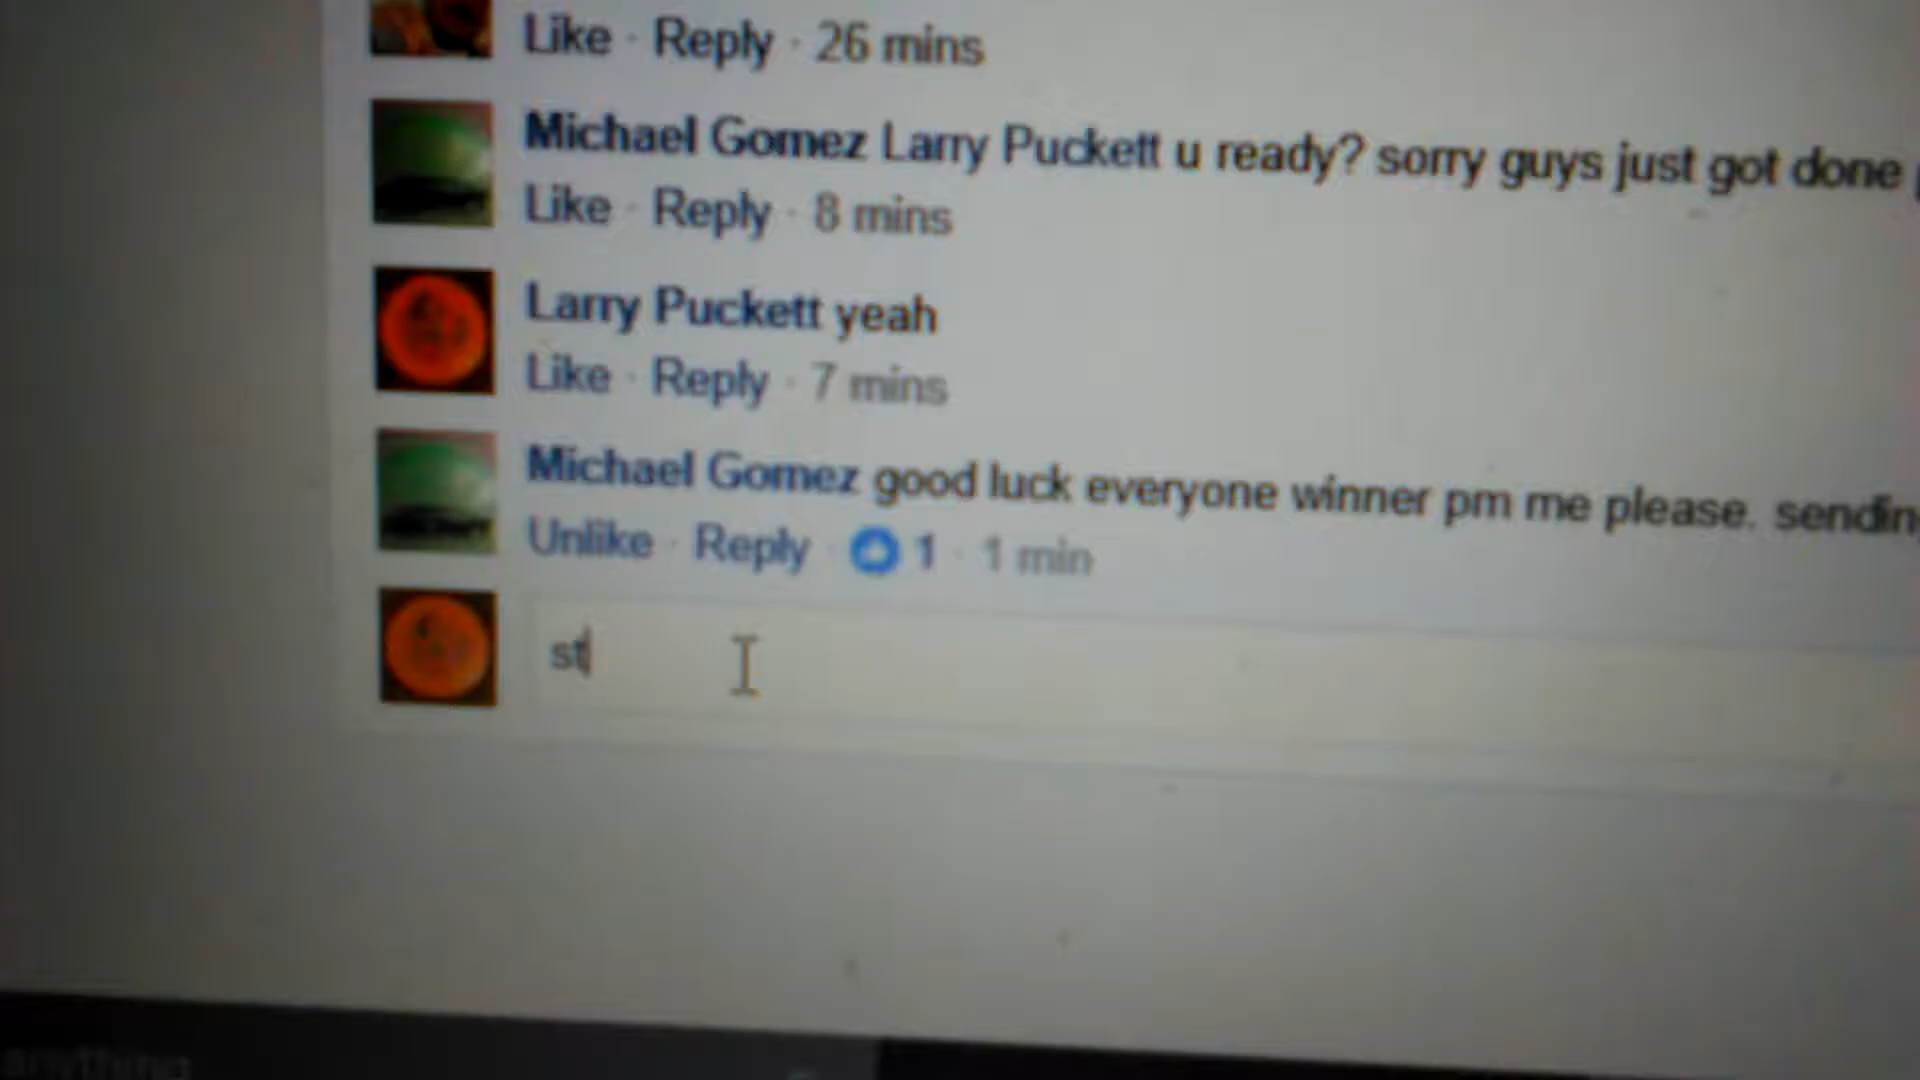 Like · Reply · 26 mins
Michael Gomez Larry Puckett u ready? sorry guys just got done
Like · Reply · 8 mins
Larry Puckett yeah
Like · Reply · 7 mins
Michael Gomez good luck everyone winner pm me please. sendin
Unlike · Reply · 1 · 1 min
st
anything